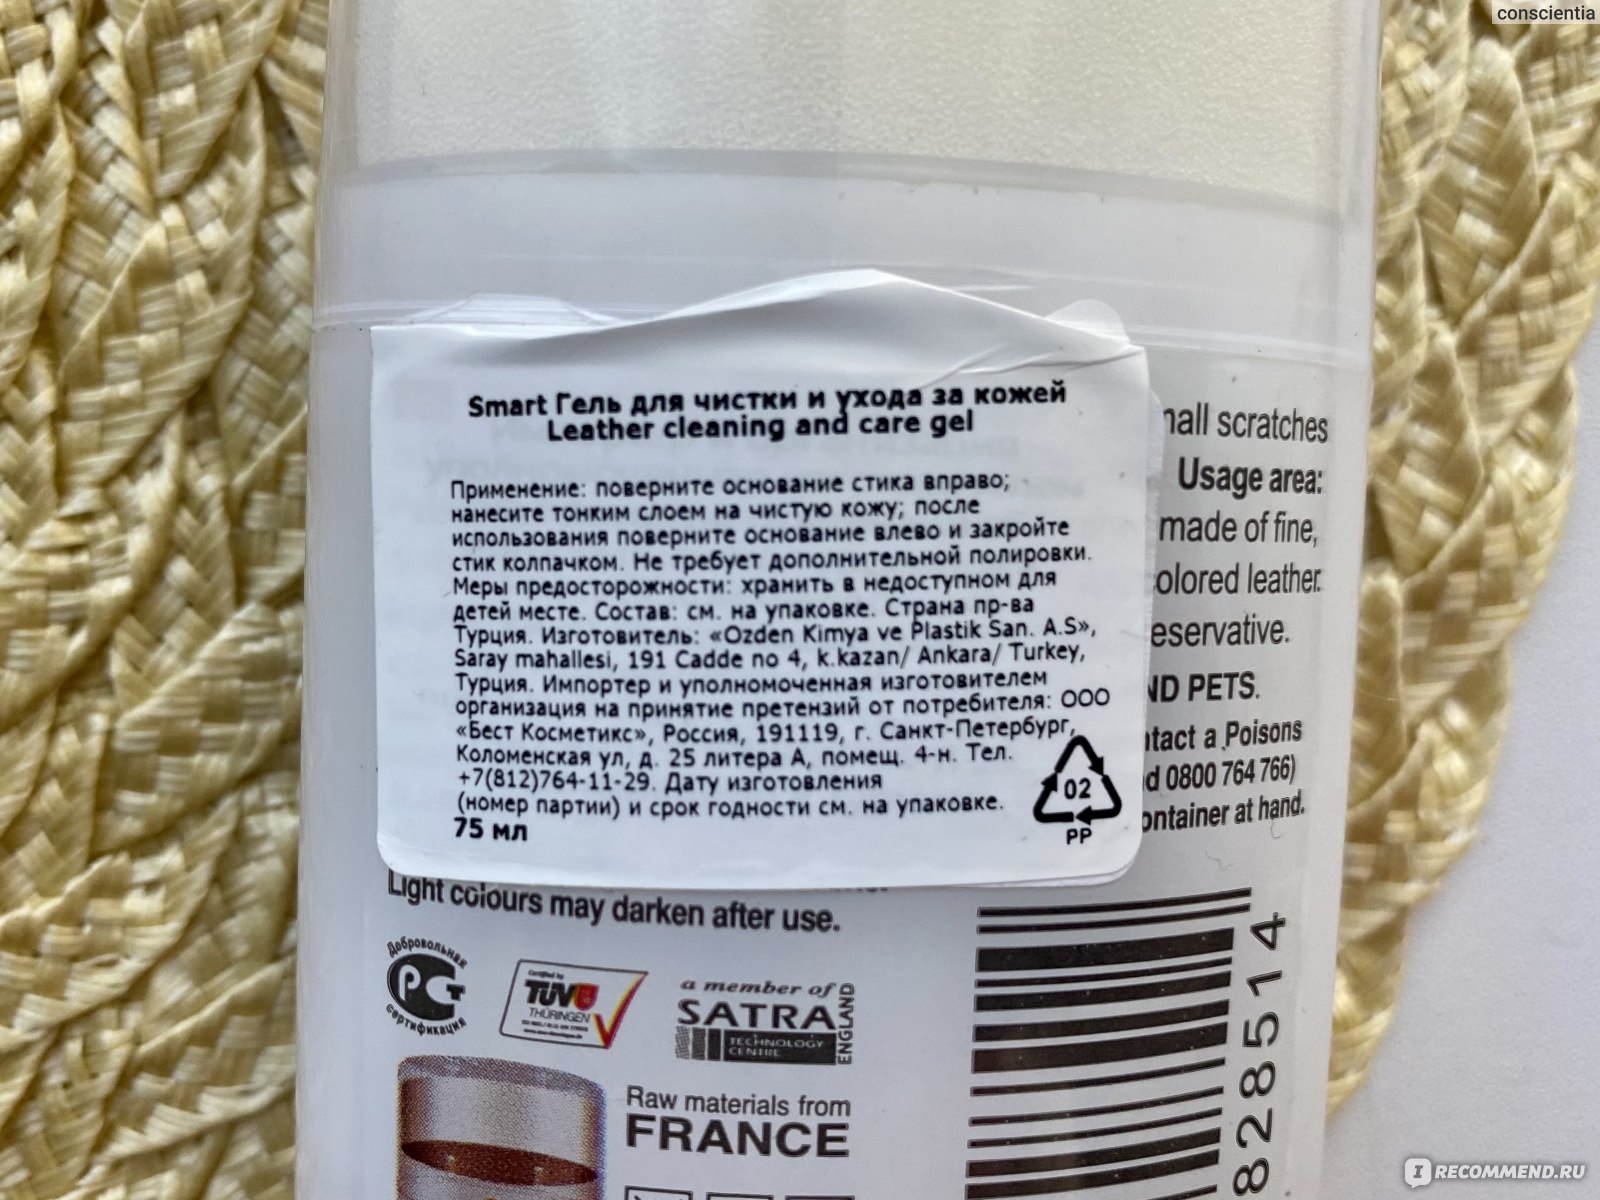 conscientia
Smart Гель для чистки и ухода за кожей
Leather cleaning and care gel
Применение: поверните основание стика вправо;
нанесите тонким слоем на чистую кожу; после
использования поверните основание влево и закройте
стик колпачком. Не требует дополнительной полировки.
Меры предосторожности: хранить в недоступном для
детей месте. Состав: см. на упаковке. Страна пр-ва
Турция. Изготовитель: «Ozden Kimya ve Plastik San. A.S»,
Saray mahallesi, 191 Cadde no 4, k.kazan/ Ankara/ Turkey,
Турция. Импортер и уполномоченная изготовителем
организация на принятие претензий от потребителя: ООО
«Бест Косметикс», Россия, 191119, г. Санкт-Петербург,
Коломенская ул, д. 25 литера А, помещ. 4-н. Тел.
+7(812)764-11-29. Дату изготовления
(номер партии) и срок годности см. на упаковке.
75 мл
02
PP
scratches
Usage area:
made of fine,
leather.
ND PETS.
a Poisons
0800 764 766)
at hand.
Light colours may darken after use.
Добровольная
РСТ
сертификация
Certified by
TÜV
THÜRINGEN
a member of
SATRA
TECHNOLOGY
CENTRE
ENGLAND
Raw materials from
FRANCE
828514
IRECOMMEND.RU